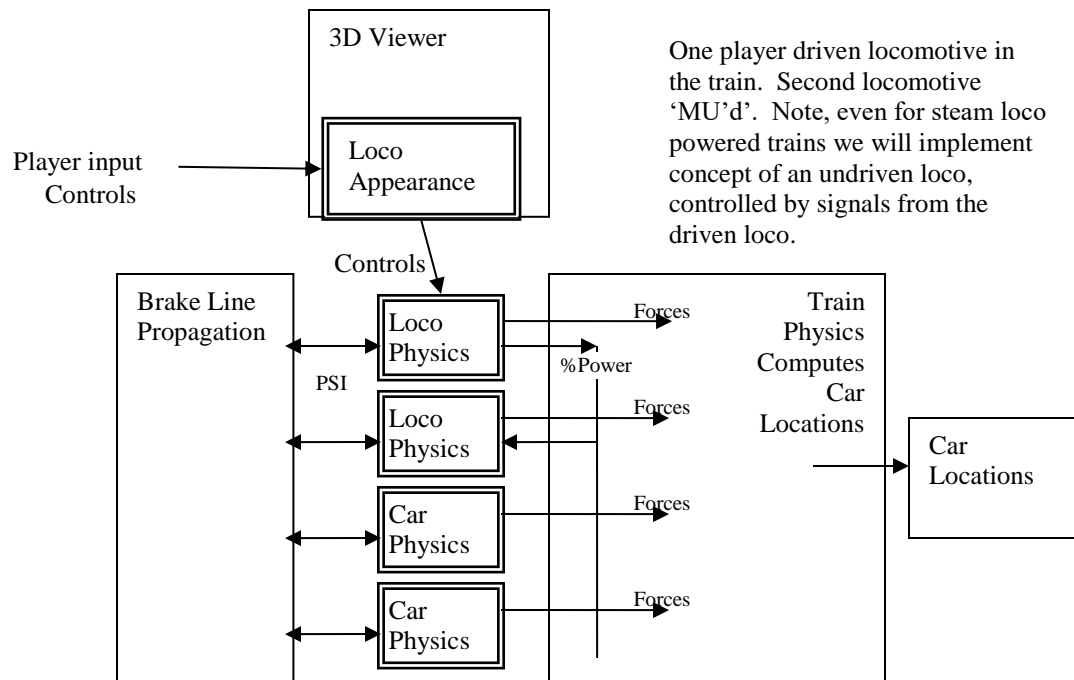 3D Viewer
One player driven locomotive in
the train. Second locomotive
‘MU’d’. Note, even for steam loco
powered trains we will implement
concept of an undriven loco,
controlled by signals from the
driven loco.
Player input
Controls
Loco
Appearance
Controls
Brake Line
Propagation
Loco
Physics
Forces
Train
Physics
Computes
Car
Locations
PSI
%Power
Loco
Physics
Forces
Car
Locations
Car
Physics
Forces
Car
Physics
Forces